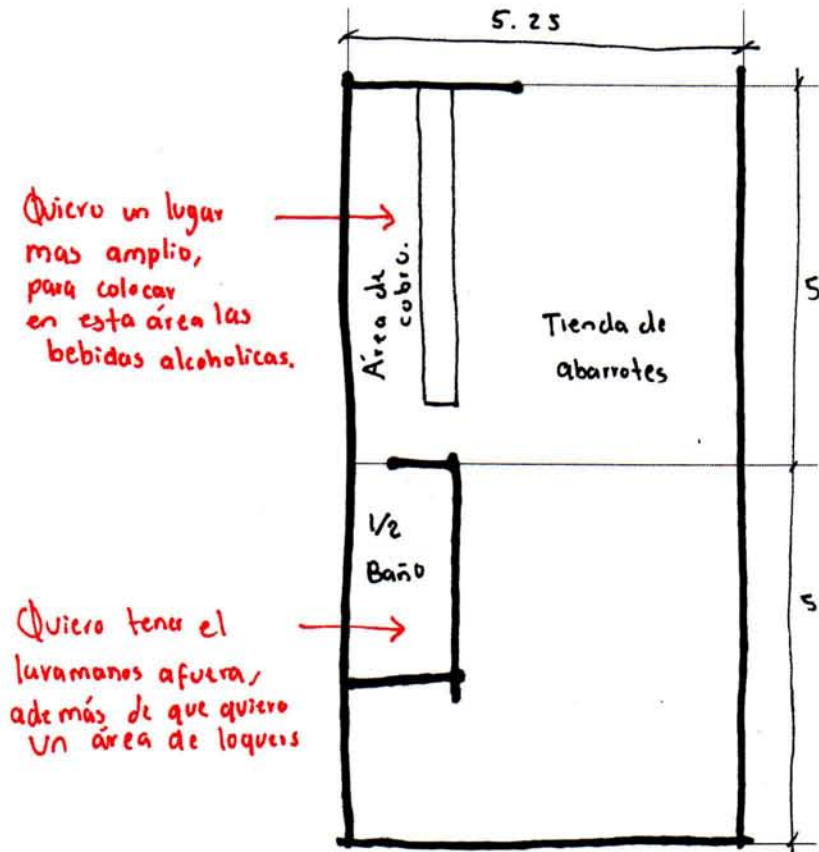 5.25
Quiero un lugar
mas amplio,
para colocar
en esta área las
bebidas alcoholicas.
Área de
cobro.
Tienda de
abarrotes
5
1/2
Baño
5
Quiero tener el
lavamanos afuera,
además de que quiero
un área de loquers